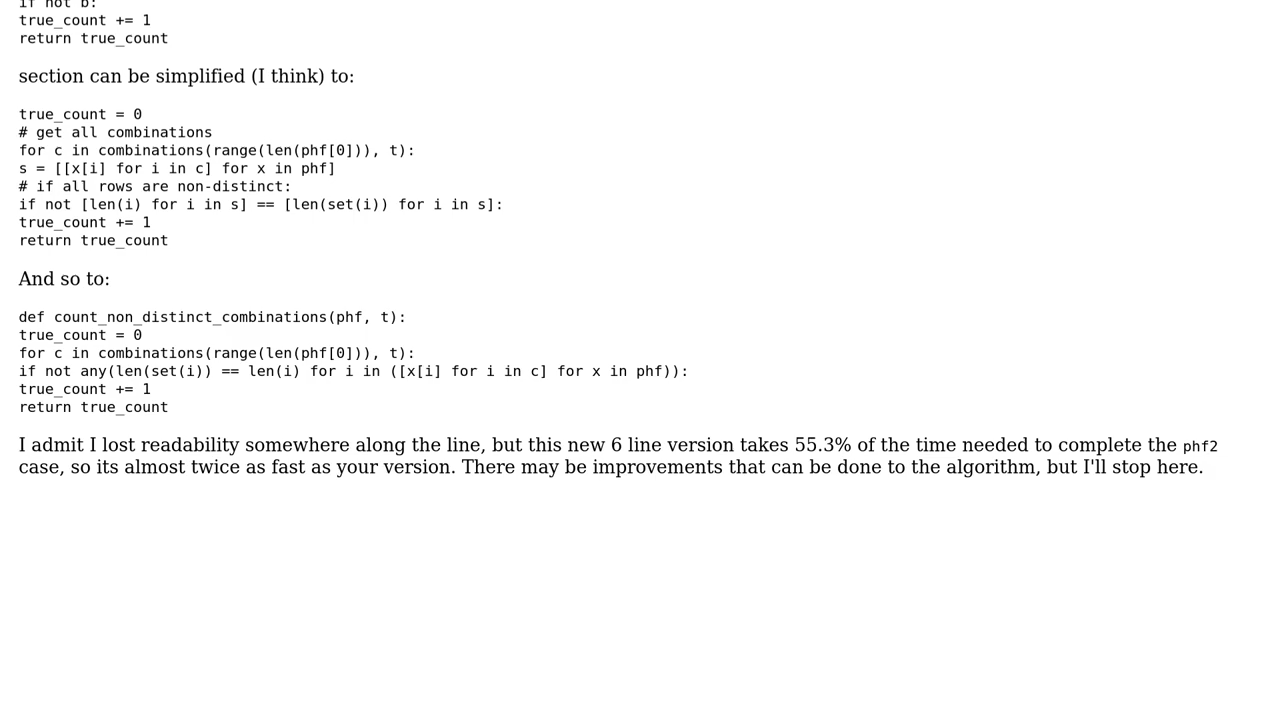 if not b:
true_count += 1
return true_count
section can be simplified (I think) to:
true_count = 0
# get all combinations
for c in combinations(range(len(phf[0])), t):
s = [[x[i] for i in c] for x in phf]
# if all rows are non-distinct:
if not [len(i) for i in s] == [len(set(i)) for i in s]:
true_count += 1
return true_count
And so to:
def count_non_distinct_combinations(phf, t):
true_count = 0
for c in combinations(range(len(phf[0])), t):
if not any(len(set(i)) == len(i) for i in ([x[i] for i in c] for x in phf)):
true_count += 1
return true_count
I admit I lost readability somewhere along the line, but this new 6 line version takes 55.3% of the time needed to complete the phf2
case, so its almost twice as fast as your version. There may be improvements that can be done to the algorithm, but I'll stop here.